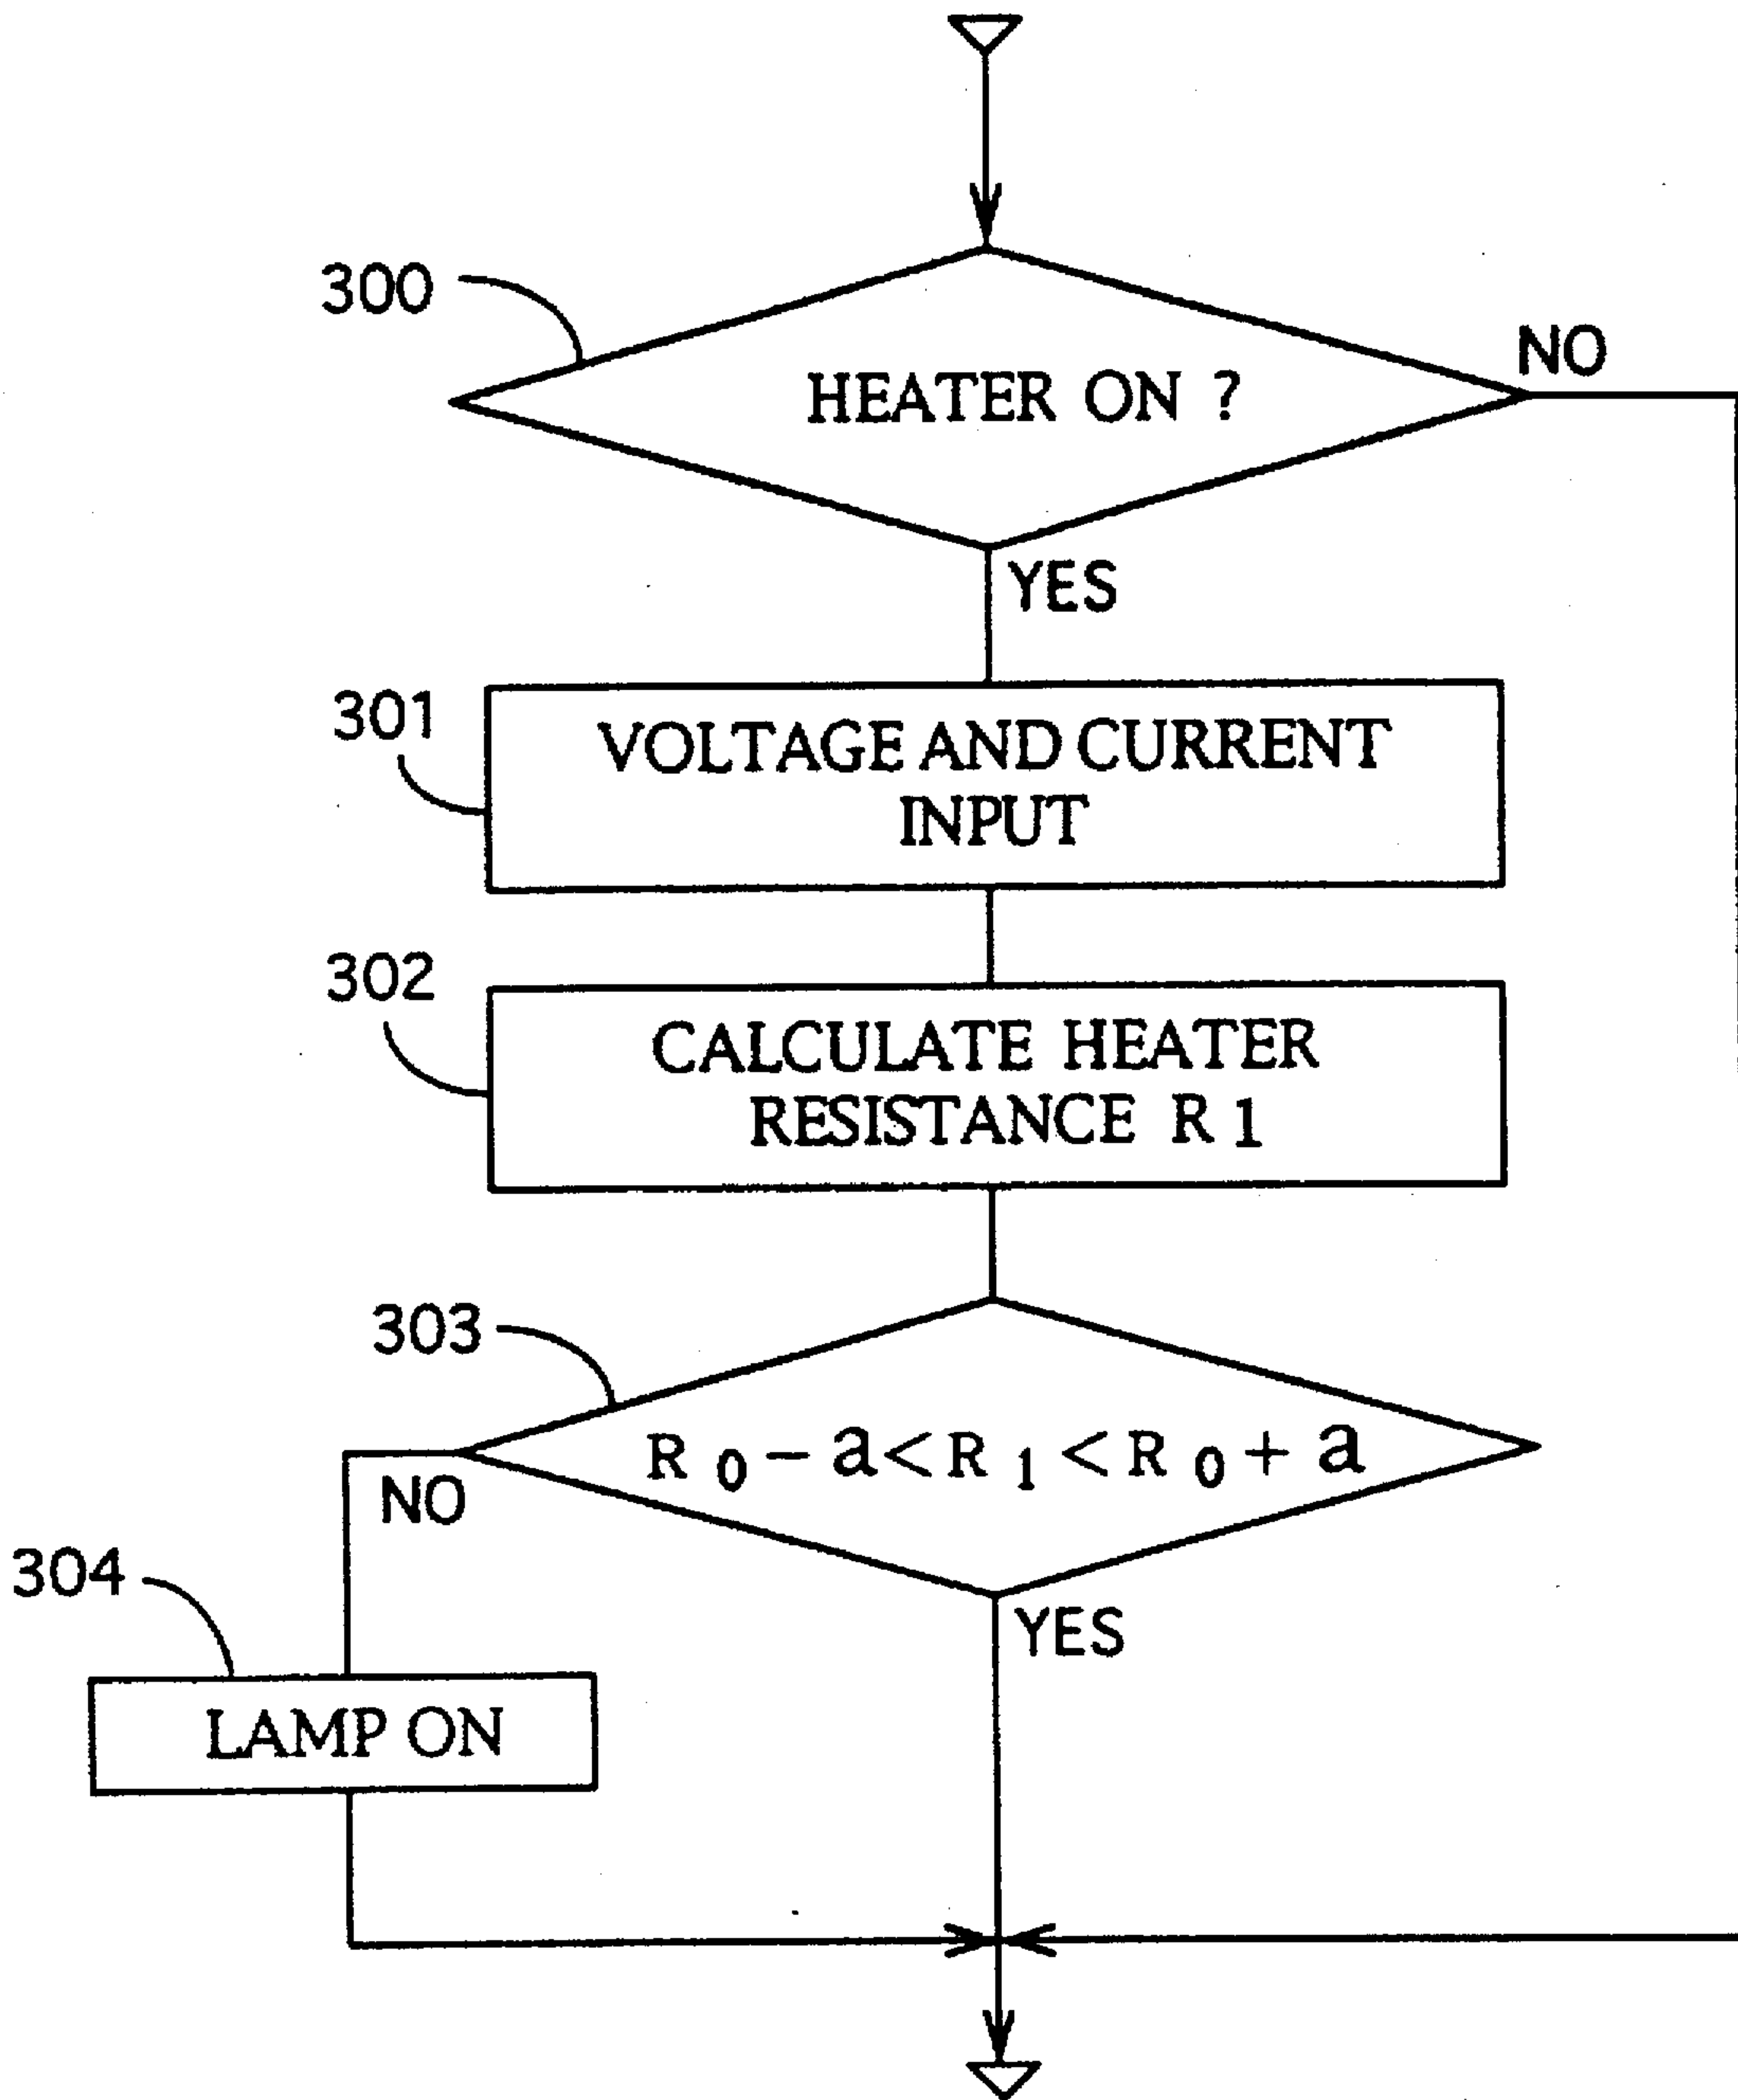 300
HEATER ON ?
NO
YES
301
VOLTAGE AND CURRENT
INPUT
302
CALCULATE HEATER
RESISTANCE R 1
303
R 0 - a < R 1 < R 0 + a
NO
304
YES
LAMP ON